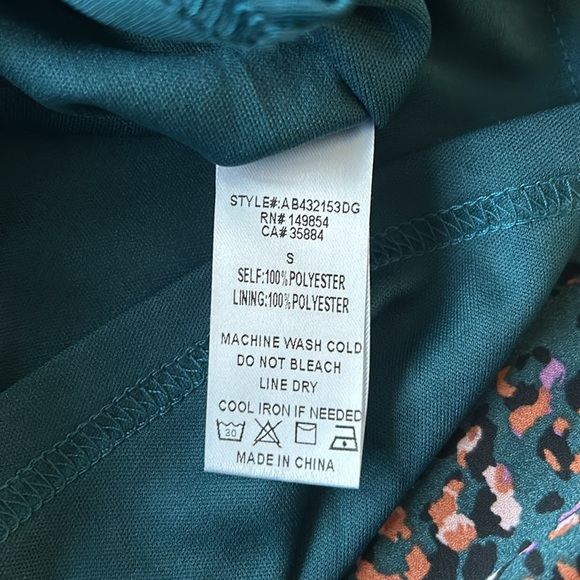 STYLE#:AB432153DG
RN# 149854
CA# 35884
S
SELF:100%POLYESTER
LINING:100%POLYESTER
MACHINE WASH COLD
DO NOT BLEACH
LINE DRY
COOL IRON IF NEEDED
30
MADE IN CHINA